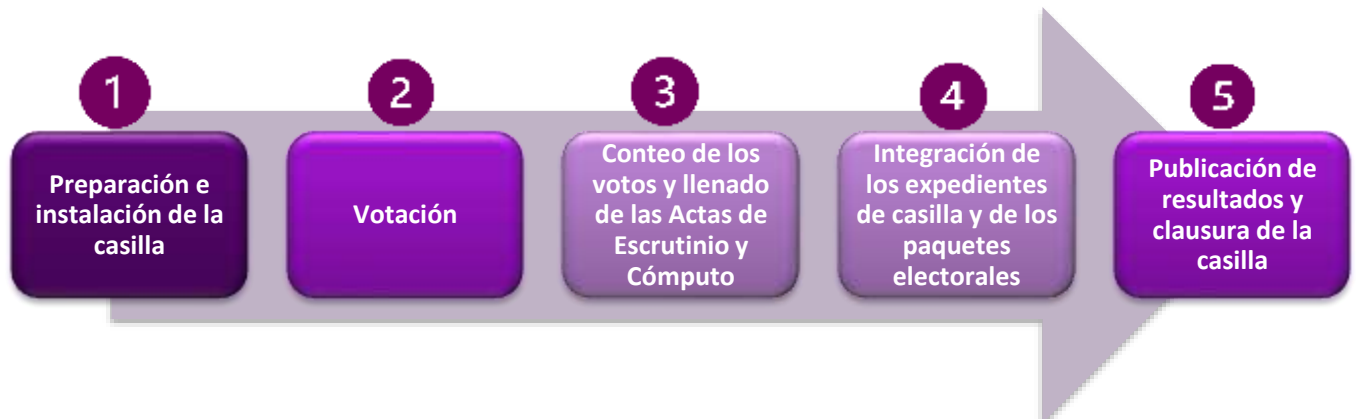 1
Preparación e
instalación de la
casilla
2
Votación
3
Conteo de los
votos y llenado
de las Actas de
Escrutinio y
Cómputo
4
Integración de
los expedientes
de casilla y de los
paquetes
electorales
5
Publicación de
resultados y
clausura de la
casilla